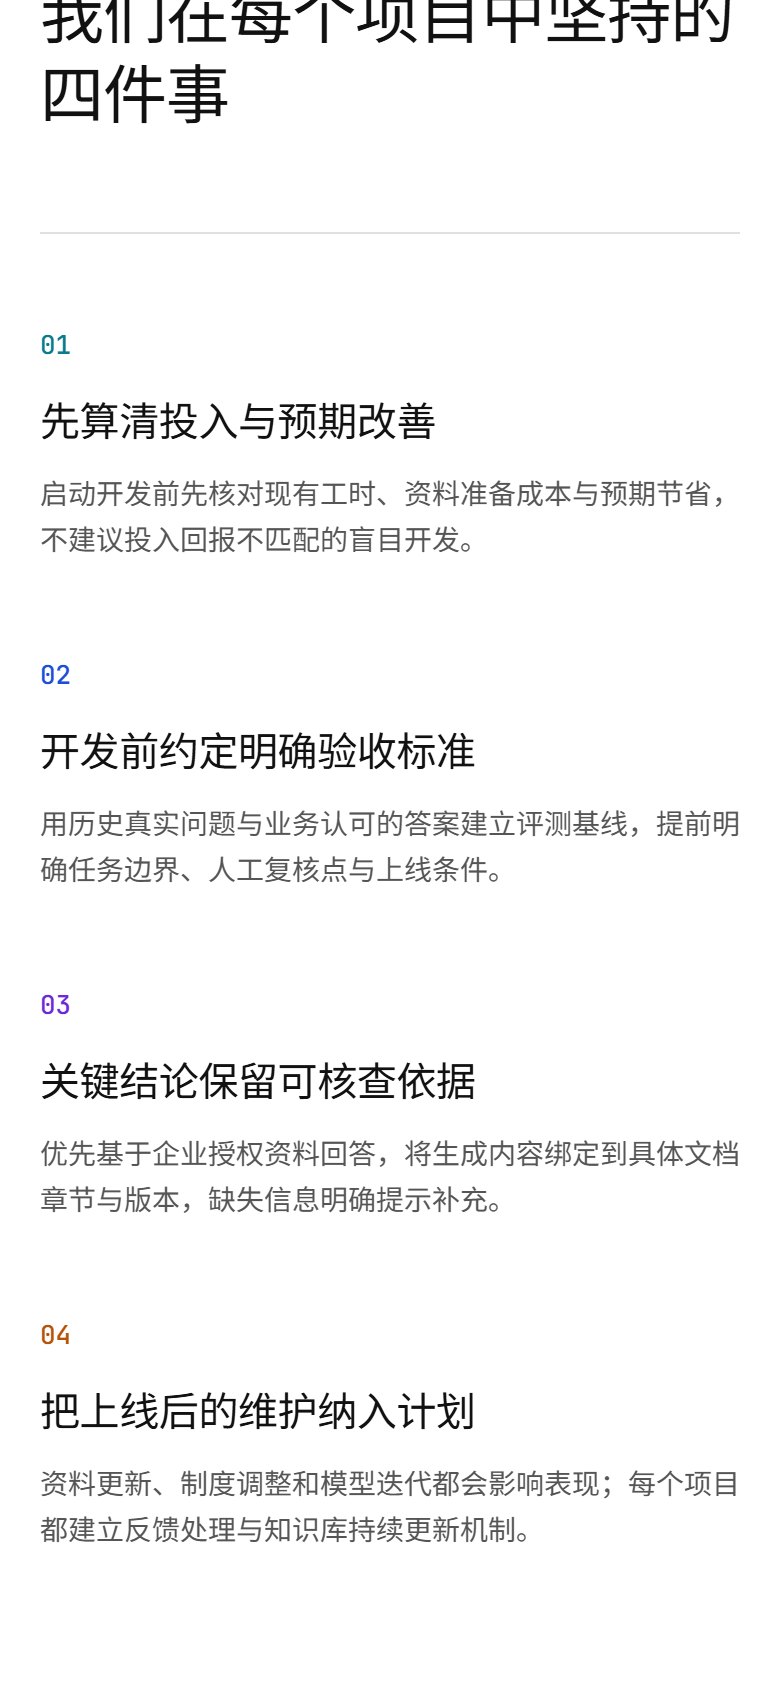 我们在每个项目中坚持的
四件事
01
先算清投入与预期改善
启动开发前先核对现有工时、资料准备成本与预期节省，
不建议投入回报不匹配的盲目开发。
02
开发前约定明确验收标准
用历史真实问题与业务认可的答案建立评测基线，提前明
确任务边界、人工复核点与上线条件。
03
关键结论保留可核查依据
优先基于企业授权资料回答，将生成内容绑定到具体文档
章节与版本，缺失信息明确提示补充。
04
把上线后的维护纳入计划
资料更新、制度调整和模型迭代都会影响表现；每个项目
都建立反馈处理与知识库持续更新机制。